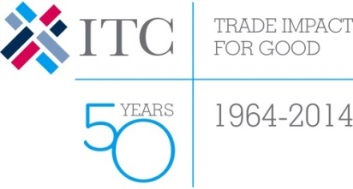 ITC
TRADE IMPACT
FOR GOOD
50 YEARS
1964-2014